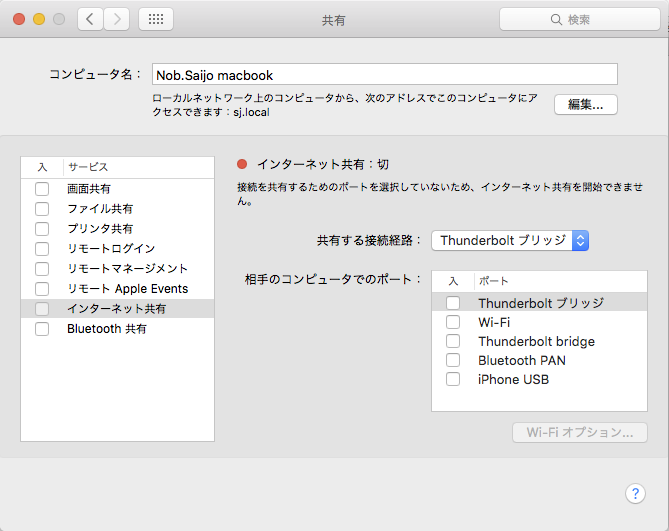 共有
検索
コンピュータ名：
Nob.Saijo macbook
ローカルネットワーク上のコンピュータから、次のアドレスでこのコンピュータにア
クセスできます：sj.local
編集...
入 サービス
画面共有
ファイル共有
プリンタ共有
リモートログイン
リモートマネージメント
リモート Apple Events
インターネット共有
Bluetooth 共有
インターネット共有：切
接続を共有するためのポートを選択していないため、インターネット共有を開始できませ
ん。
共有する接続経路：
Thunderbolt ブリッジ
相手のコンピュータでのポート：
入 ポート
Thunderbolt ブリッジ
Wi-Fi
Thunderbolt bridge
Bluetooth PAN
iPhone USB
Wi-Fi オプション...
?